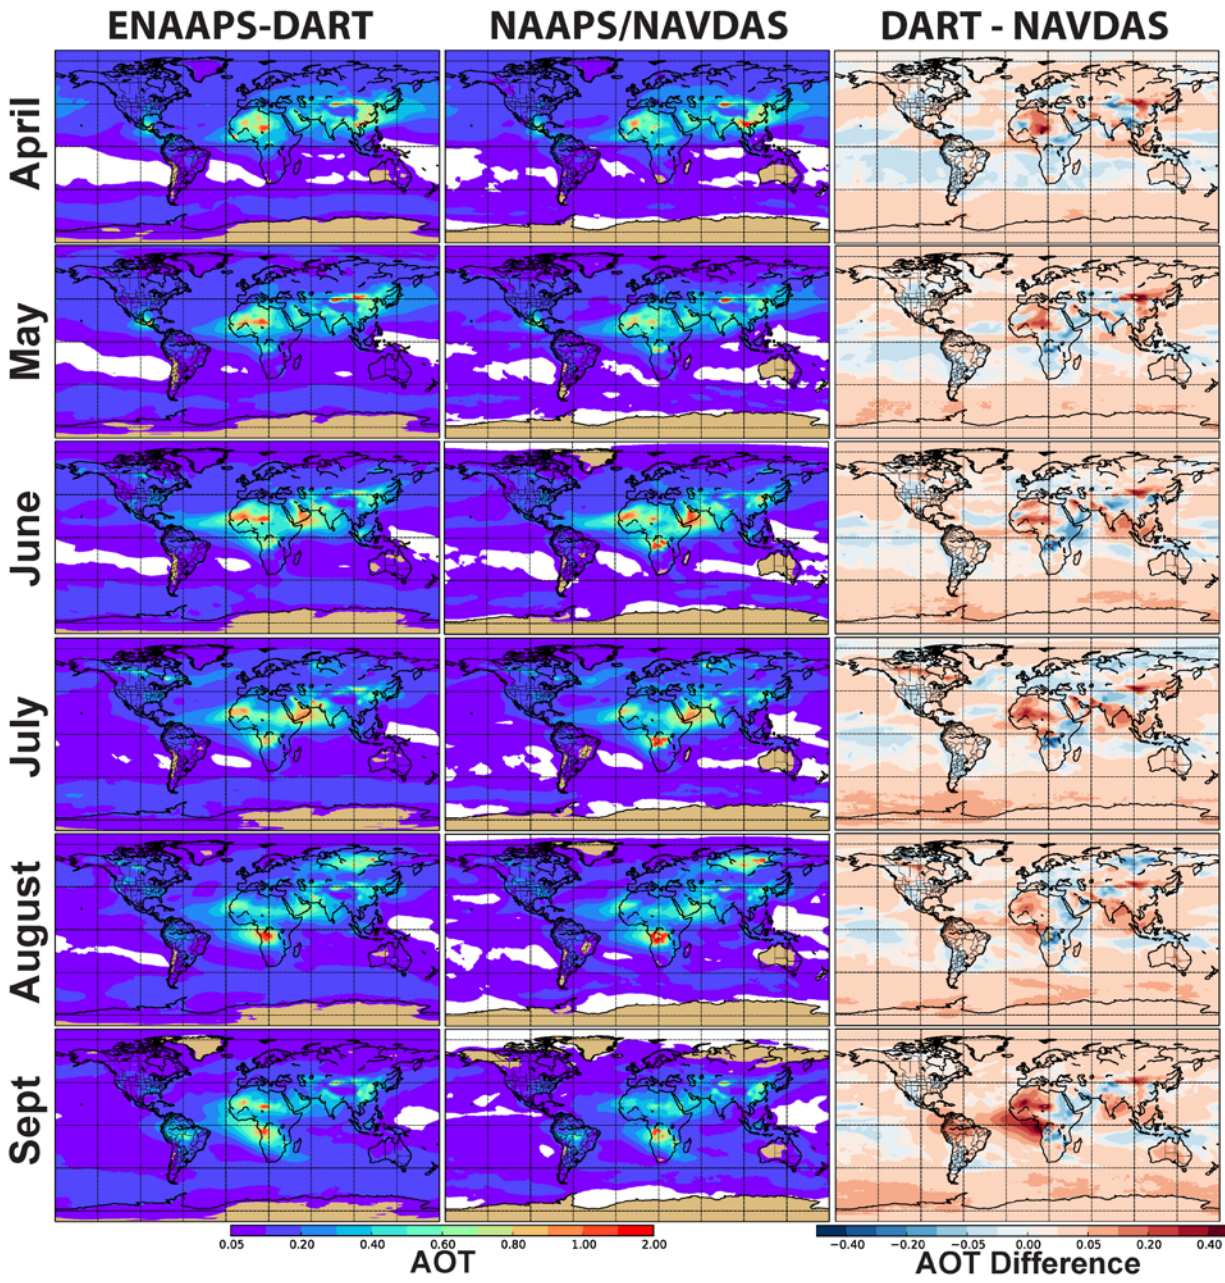 ENAAPS-DART NAAPS/NAVDAS DART - NAVDAS
April
May
June
July
August
Sept
0.05 0.20 0.40 0.60 0.80 1.00 2.00
AOT
−0.40 −0.20 −0.05 0.00 0.05 0.20 0.40
AOT Difference